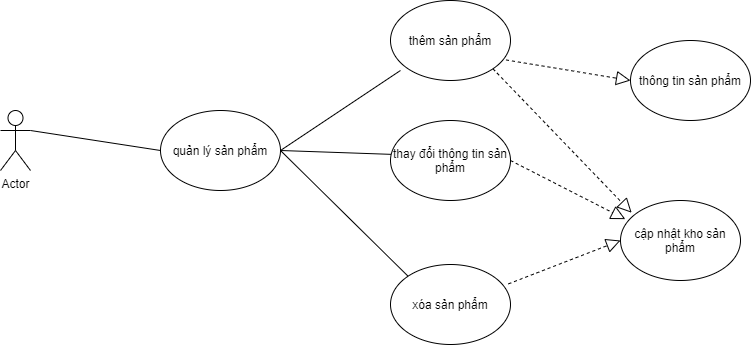 thêm sản phẩm
thông tin sản phẩm
quản lý sản phẩm
thay đổi thông tin sản
phẩm
Actor
cập nhật kho sản
phẩm
xóa sản phẩm